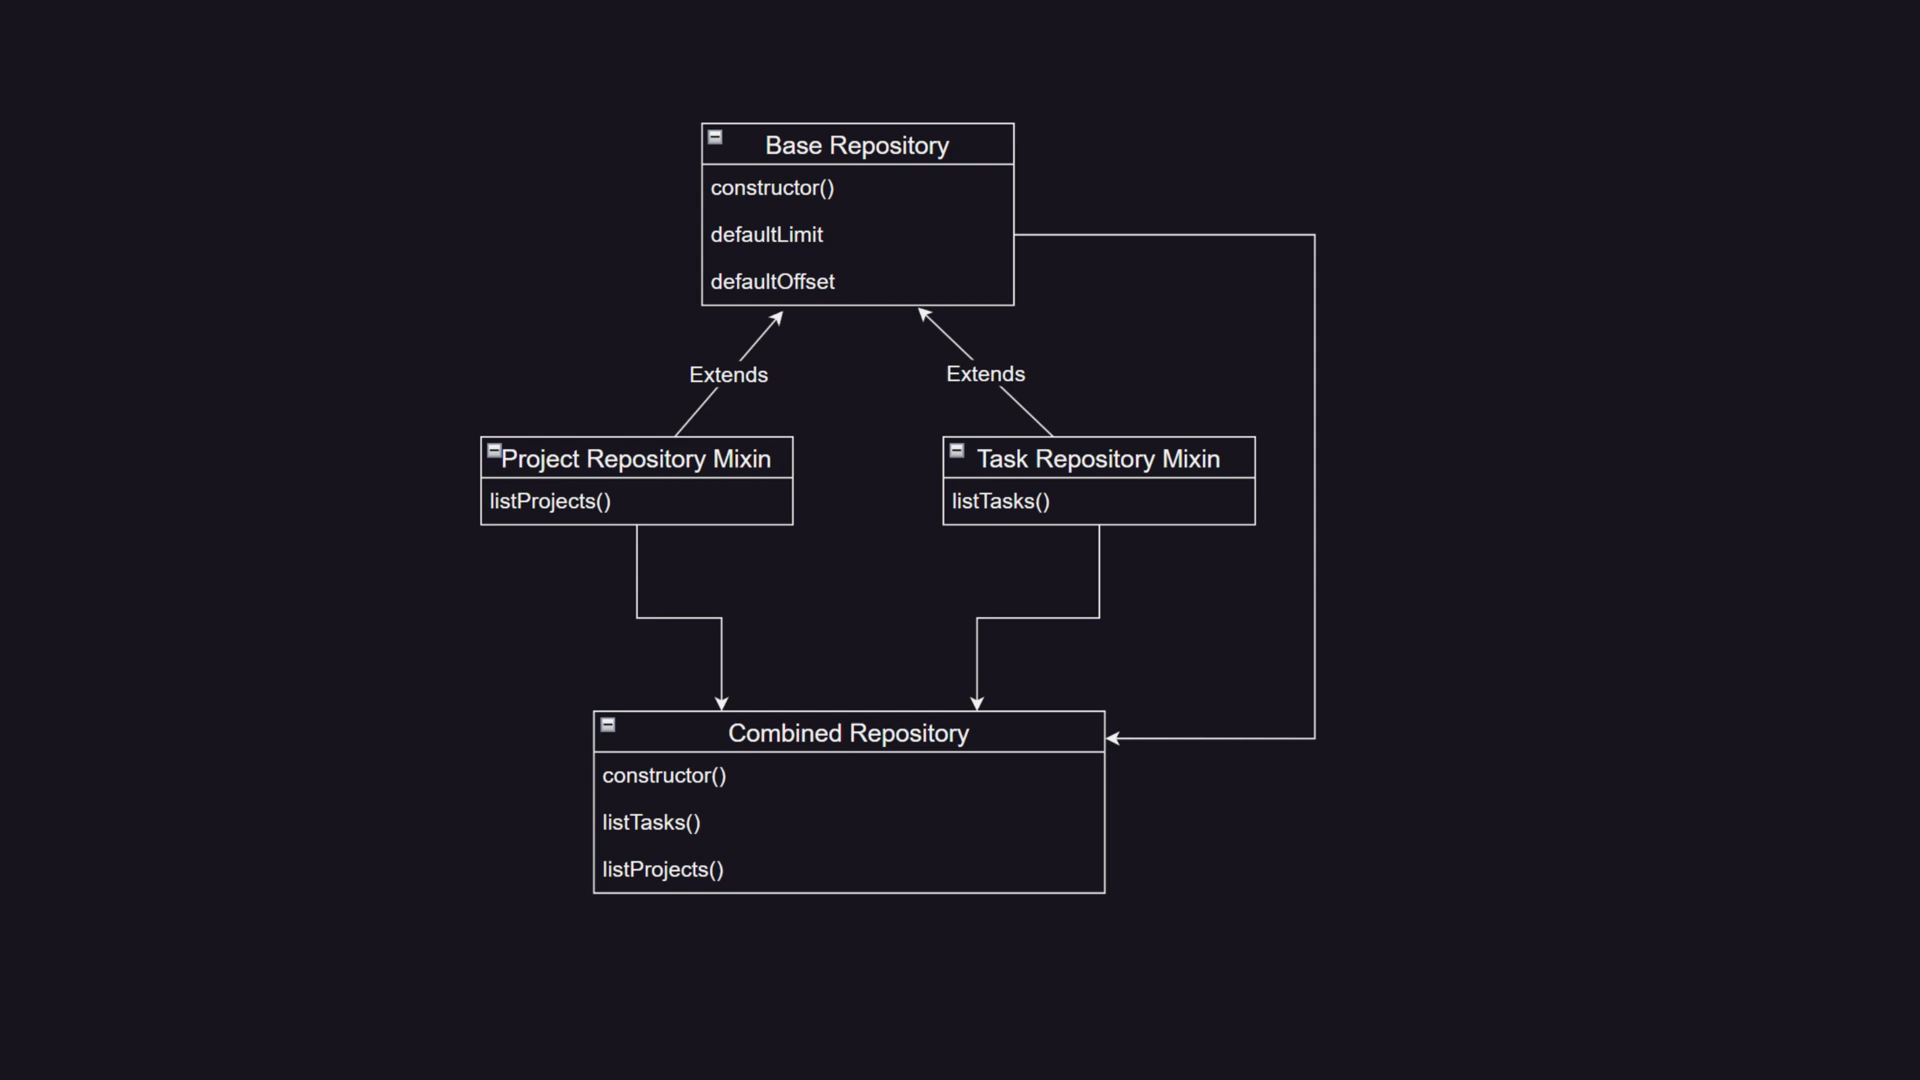 Base Repository
constructor()
defaultLimit
defaultOffset
Extends
Extends
Project Repository Mixin
listProjects()
Task Repository Mixin
listTasks()
Combined Repository
constructor()
listTasks()
listProjects()